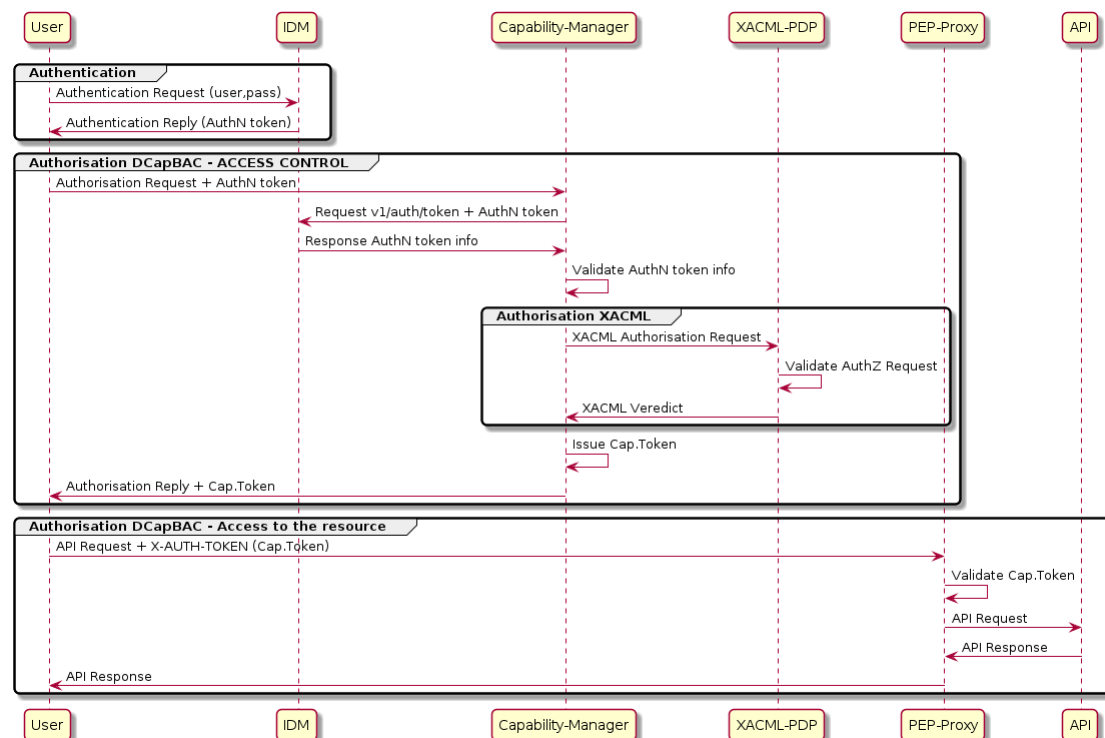 User IDM Capability-Manager XACML-PDP PEP-Proxy API
Authentication
Authentication Request (user,pass)
Authentication Reply (AuthN token)
Authorisation DCapBAC - ACCESS CONTROL
Authorisation Request + AuthN token
Request v1/auth/token + AuthN token
Response AuthN token info
Validate AuthN token info
Authorisation XACML
XACML Authorisation Request
Validate AuthZ Request
XACML Veredict
Issue Cap.Token
Authorisation Reply + Cap.Token
Authorisation DCapBAC - Access to the resource
API Request + X-AUTH-TOKEN (Cap.Token)
Validate Cap.Token
API Request
API Response
API Response
User IDM Capability-Manager XACML-PDP PEP-Proxy API